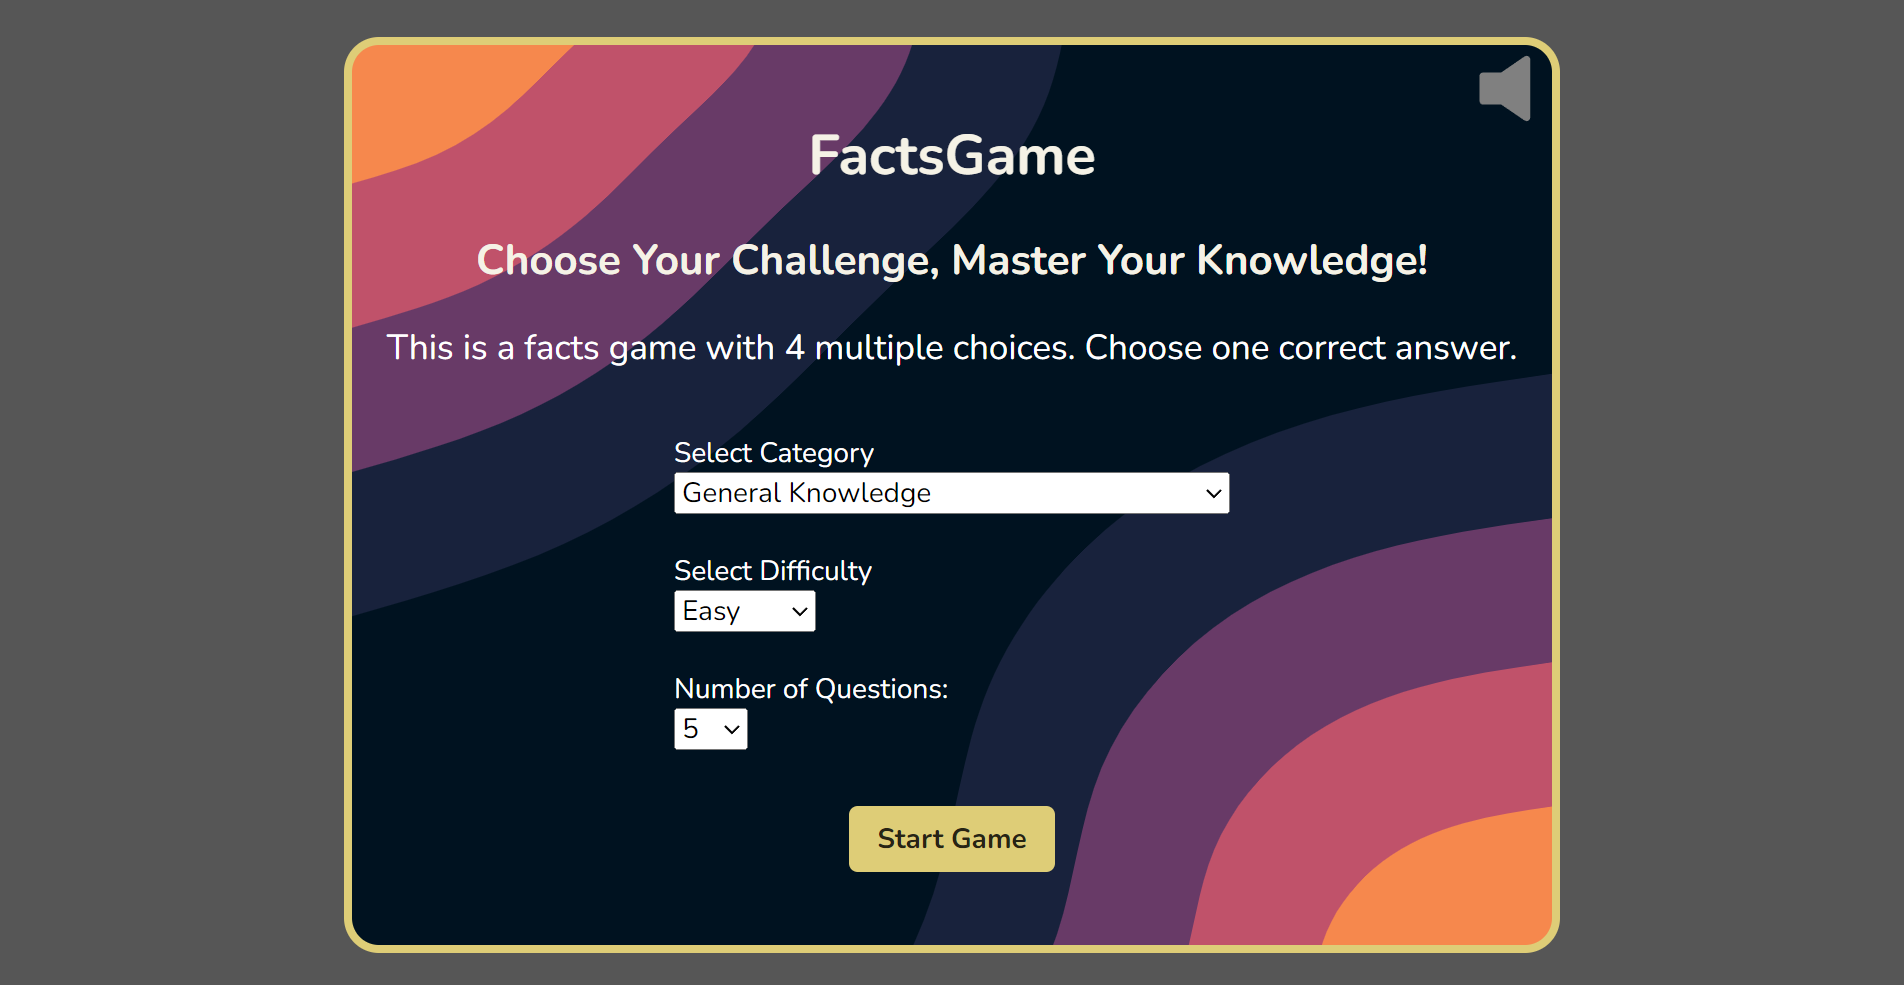 FactsGame
Choose Your Challenge, Master Your Knowledge!
This is a facts game with 4 multiple choices. Choose one correct answer.
Select Category
General Knowledge
Select Difficulty
Easy
Number of Questions:
5
Start Game